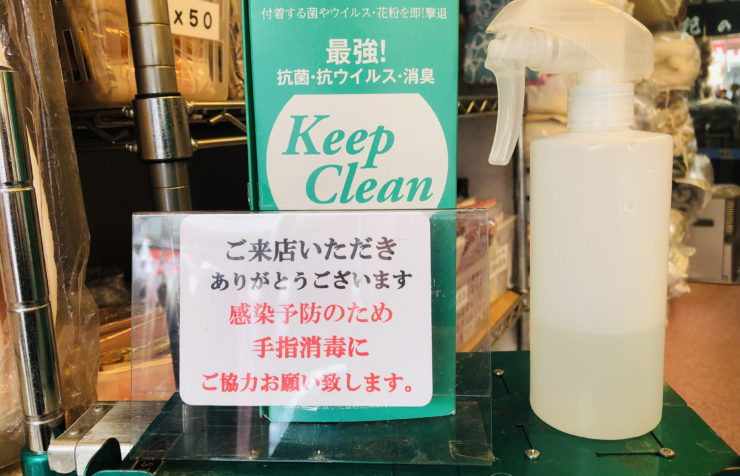 x50
付着する菌やウイルス・花粉を即!撃退
最強!
抗菌・抗ウイルス・消臭
Keep
Clean
ご来店いただき
ありがとうございます
感染予防のため
手指消毒に
ご協力お願い致します。